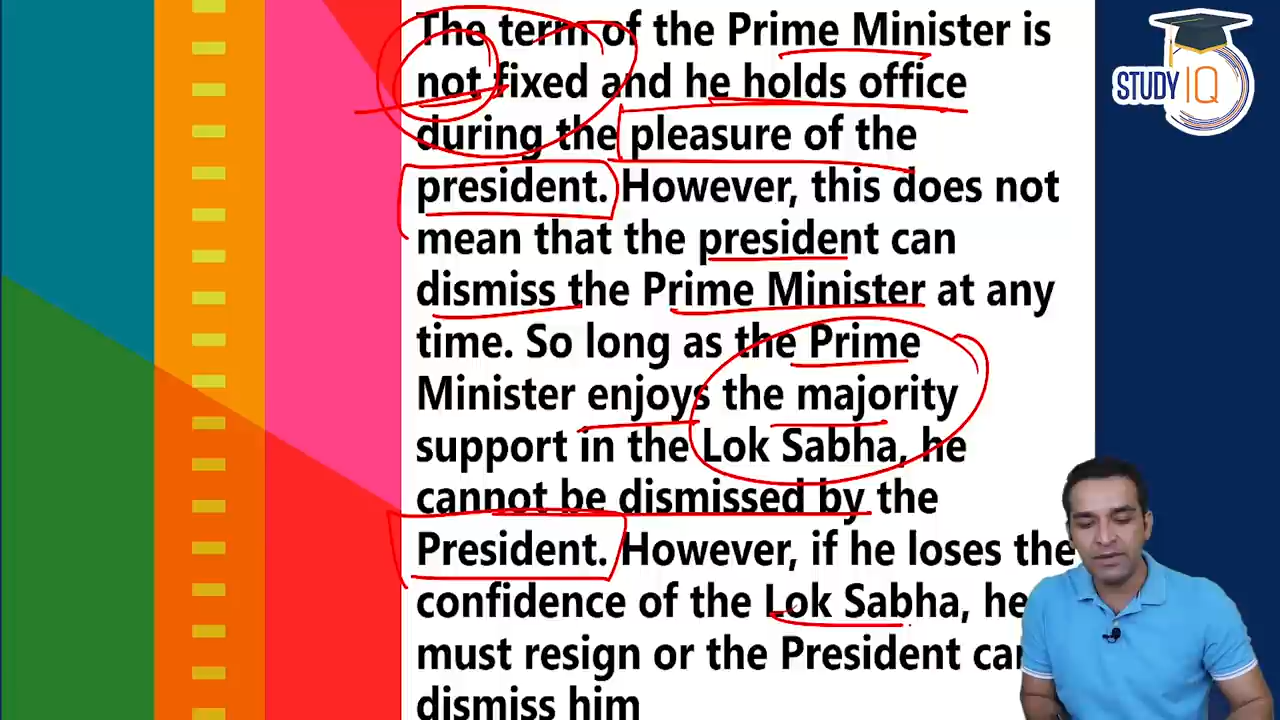 The term of the Prime Minister is
not fixed and he holds office
during the pleasure of the
president. However, this does not
mean that the president can
dismiss the Prime Minister at any
time. So long as the Prime
Minister enjoys the majority
support in the Lok Sabha, he
cannot be dismissed by the
President. However, if he loses the
confidence of the Lok Sabha, he
must resign or the President can
dismiss him
STUDY IQ